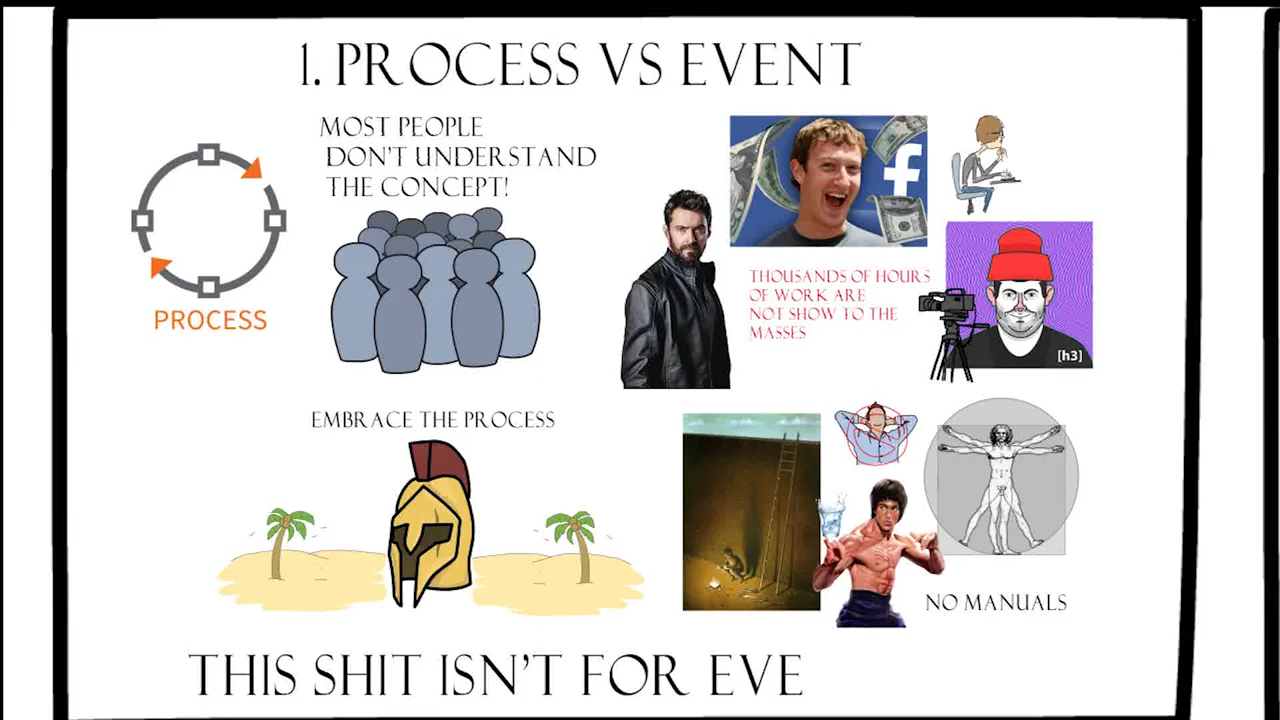 1. PROCESS VS EVENT
MOST PEOPLE
DON'T UNDERSTAND
THE CONCEPT!
PROCESS
f
THOUSANDS OF HOURS
OF WORK ARE
NOT SHOW TO THE
MASSES
[h3]
EMBRACE THE PROCESS
NO MANUALS
THIS SHIT ISN'T FOR EVE